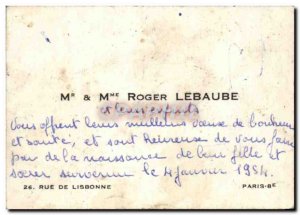 Mʳ & Mᵐᵉ Roger LEBAUBE
et leurs enfants
Vous offrent leurs meilleurs vœux de bonheur
et santé, et sont heureux de vous faire
part de la naissance de leur fille et
sœur survenue le 4 janvier 1954.
26, RUE DE LISBONNE PARIS-8ᴱ